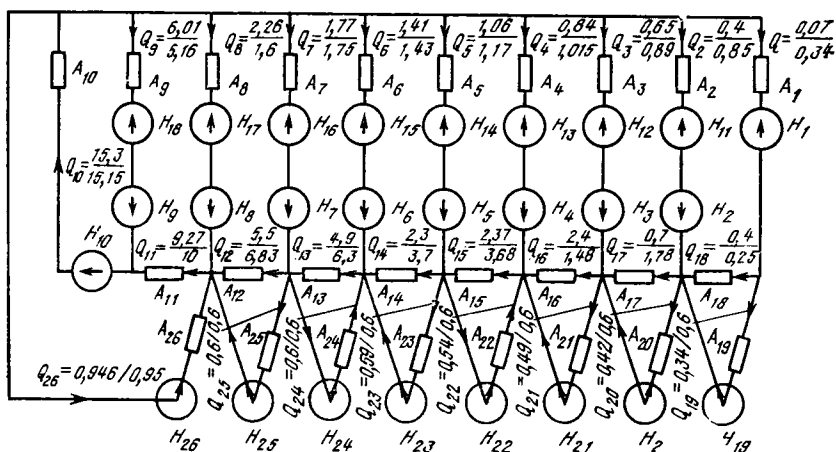 Q₉=6,01/5,16 Q₈=2,26/1,6 Q₇=1,77/1,75 Q₆=1,41/1,43 Q₅=1,06/1,17 Q₄=0,84/1,015 Q₃=0,65/0,89 Q₂=0,4/0,85 Q=0,07/0,34
A₁₀ A₉ A₈ A₇ A₆ A₅ A₄ A₃ A₂ A₁
H₁₈ H₁₇ H₁₆ H₁₅ H₁₄ H₁₃ H₁₂ H₁₁ H₁
Q₁₀=15,3/15,15
H₉ H₈ H₇ H₆ H₅ H₄ H₃ H₂
H₁₀ Q₁₁=9,27/10 Q₁₂=5,5/6,83 Q₁₃=4,9/6,3 Q₁₄=2,3/3,7 Q₁₅=2,37/3,68 Q₁₆=2,4/1,48 Q₁₇=0,7/1,78 Q₁₈=0,4/0,25
A₁₁ A₁₂ A₁₃ A₁₄ A₁₅ A₁₆ A₁₇ A₁₈
A₂₆ A₂₅ A₂₄ A₂₃ A₂₂ A₂₁ A₂₀ A₁₉
Q₂₅=0,6/0,6 Q₂₄=0,6/0,6 Q₂₃=0,59/0,6 Q₂₂=0,54/0,6 Q₂₁=0,49/0,6 Q₂₀=0,42/0,6 Q₁₉=0,34/0,6
Q₂₆=0,946/0,95
H₂₆ H₂₅ H₂₄ H₂₃ H₂₂ H₂₁ H₂ Ч₁₉